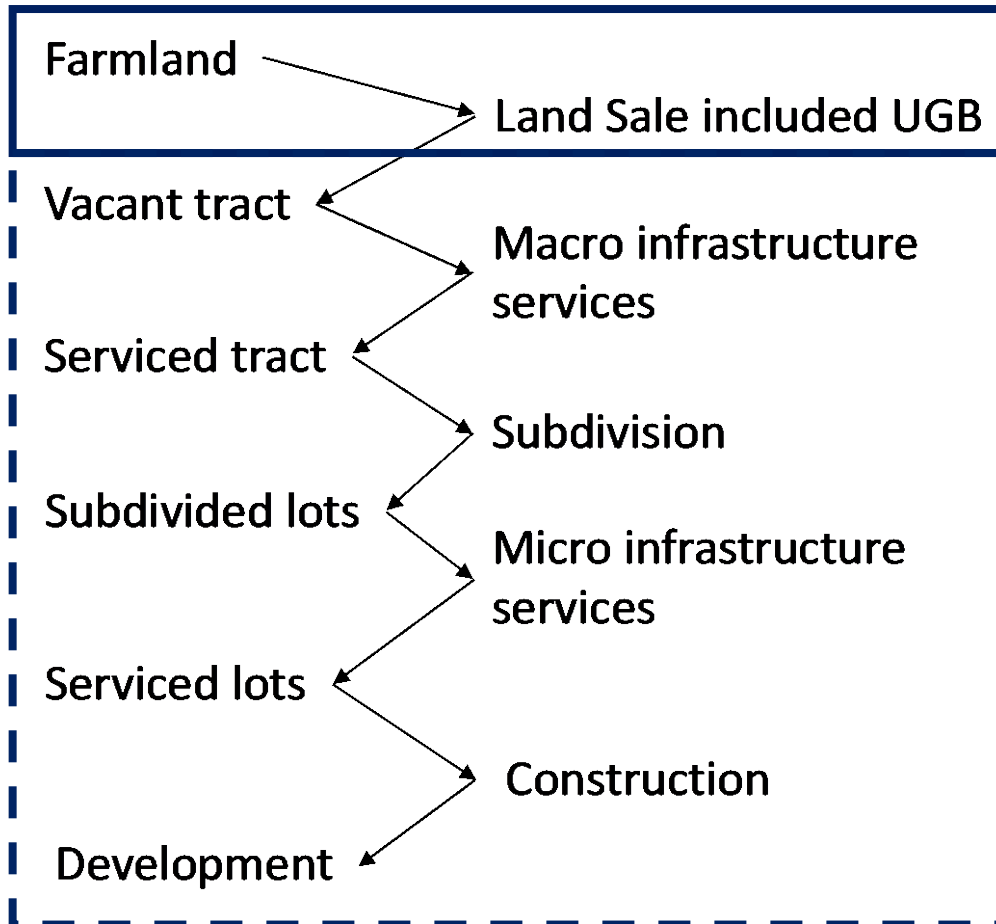 Farmland
Land Sale included UGB
Vacant tract
Macro infrastructure
services
Serviced tract
Subdivision
Subdivided lots
Micro infrastructure
services
Serviced lots
Construction
Development